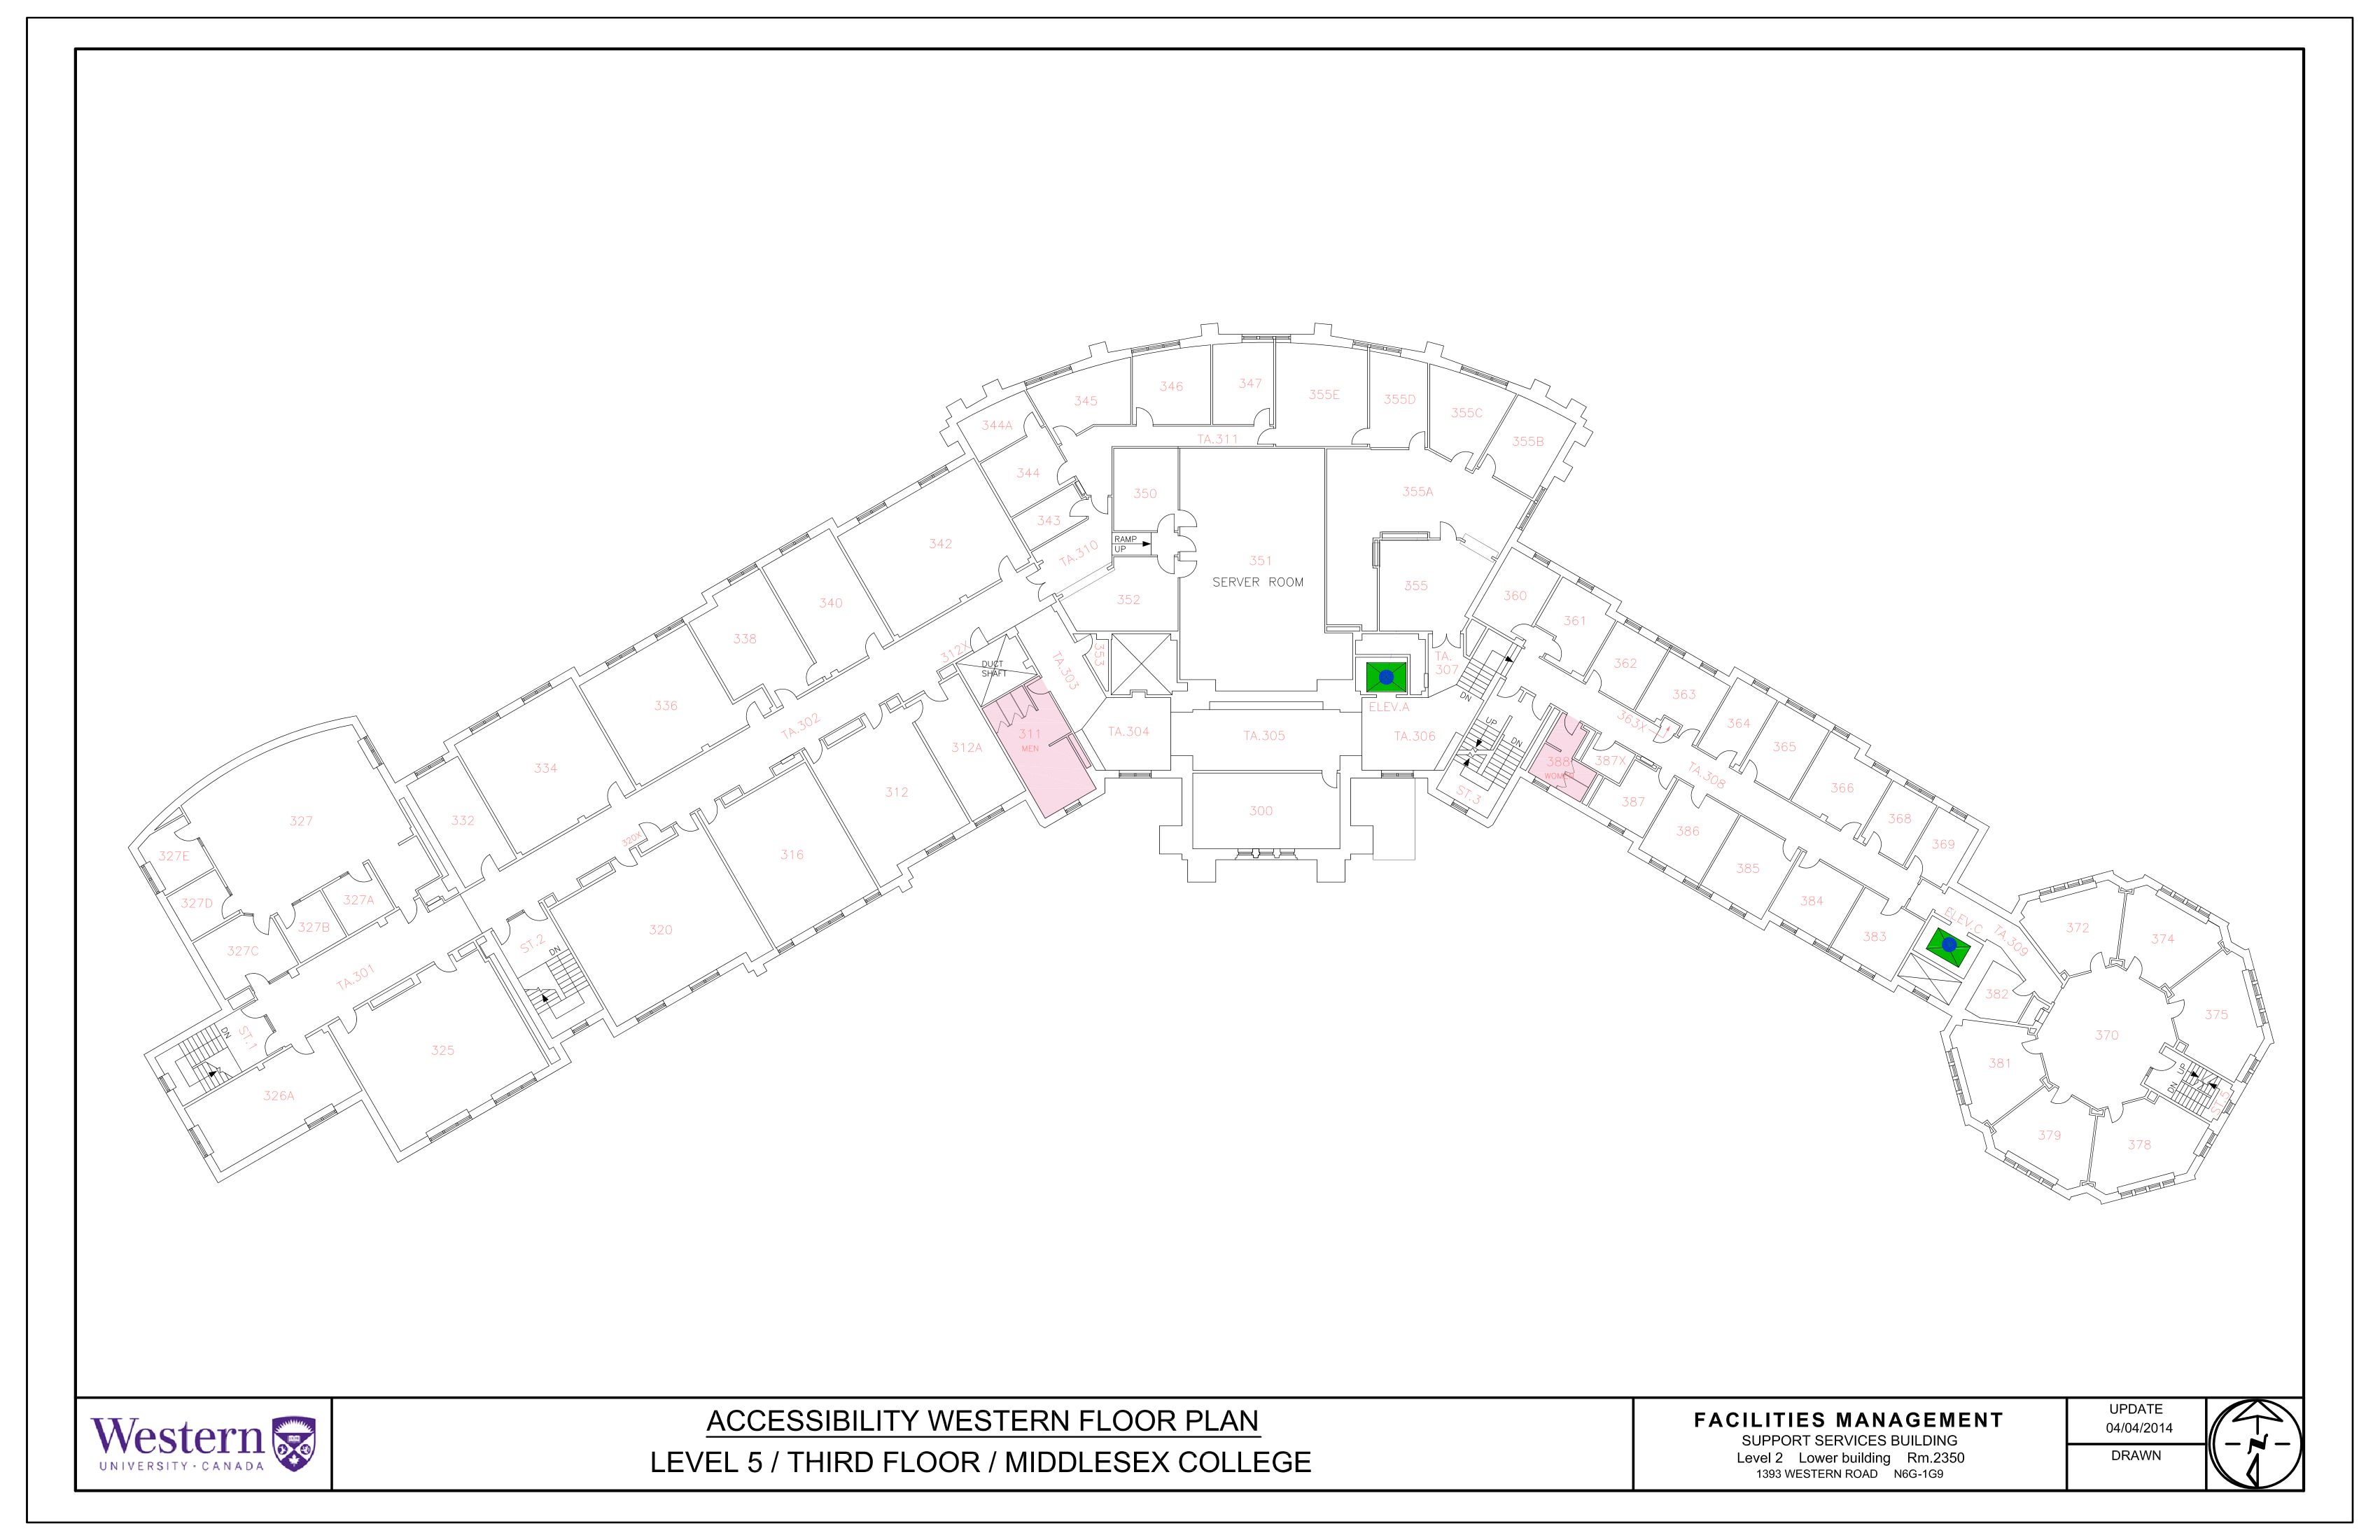 346
347
355E
355D
345
355C
344A
TA.311
355B
344
350
355A
343
RAMP
UP
342
TA.310
351
SERVER ROOM
355
360
352
340
361
338
312X
353
TA.
307
362
DUCT
SHAFT
TA.303
363
336
DN
ELEV.A
363X
TA.302
364
UP
311
MEN
TA.304
TA.305
TA.306
DN
312A
365
334
388
WOM
387X
TA.308
366
312
ST.3
387
300
332
327
386
368
320X
369
316
327E
385
327A
384
327D
327B
ELEV.C
TA.309
372
320
374
383
ST.2
DN
327C
TA.301
382
375
DN
ST.1
370
325
381
UP
DN
326A
ST.5
379
378
Western
UNIVERSITY · CANADA
ACCESSIBILITY WESTERN FLOOR PLAN
LEVEL 5 / THIRD FLOOR / MIDDLESEX COLLEGE
FACILITIES MANAGEMENT
SUPPORT SERVICES BUILDING
Level 2 Lower building Rm.2350
1393 WESTERN ROAD N6G-1G9
UPDATE
04/04/2014
DRAWN
N